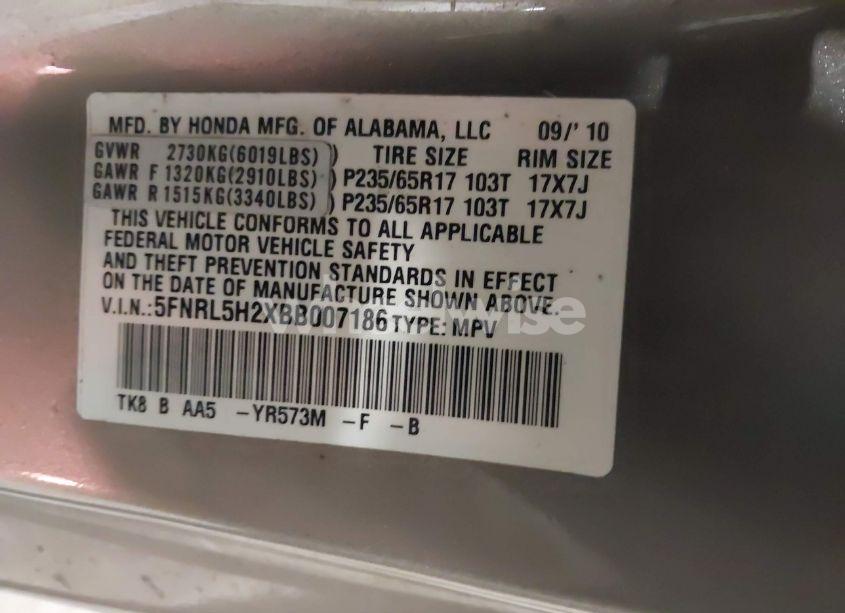 MFD. BY HONDA MFG. OF ALABAMA, LLC 09/' 10
GVWR 2730KG(6019LBS) ) TIRE SIZE RIM SIZE
GAWR F 1320KG(2910LBS) ) P235/65R17 103T 17X7J
GAWR R 1515KG(3340LBS) ) P235/65R17 103T 17X7J
THIS VEHICLE CONFORMS TO ALL APPLICABLE
FEDERAL MOTOR VEHICLE SAFETY
AND THEFT PREVENTION STANDARDS IN EFFECT
ON THE DATE OF MANUFACTURE SHOWN ABOVE.
V.I.N.:5FNRL5H2XBB007186 TYPE: MPV
TK8 B AA5 -YR573M -F -B